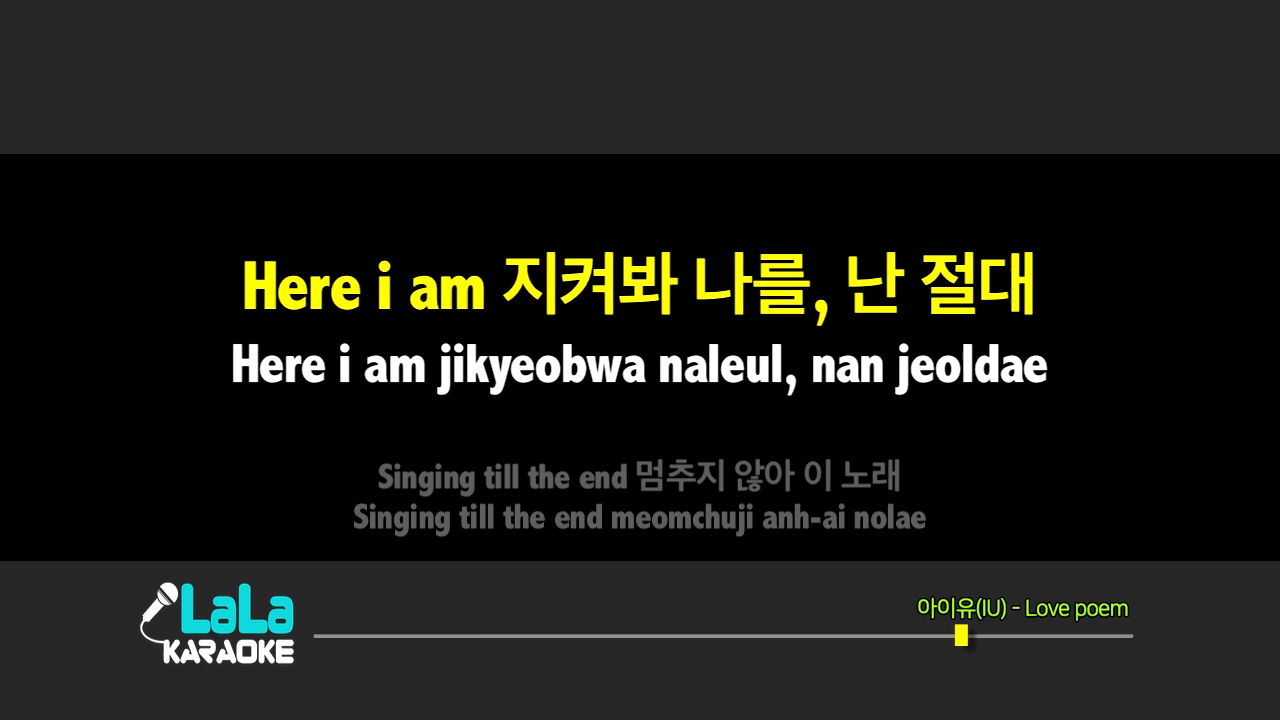 Here i am 지켜봐 나를, 난 절대
Here i am jikyeobwa naleul, nan jeoldae
Singing till the end 멈추지 않아 이 노래
Singing till the end meomchuji anh-ai nolae
아이유(IU) - Love poem
LaLa
KARAOKE